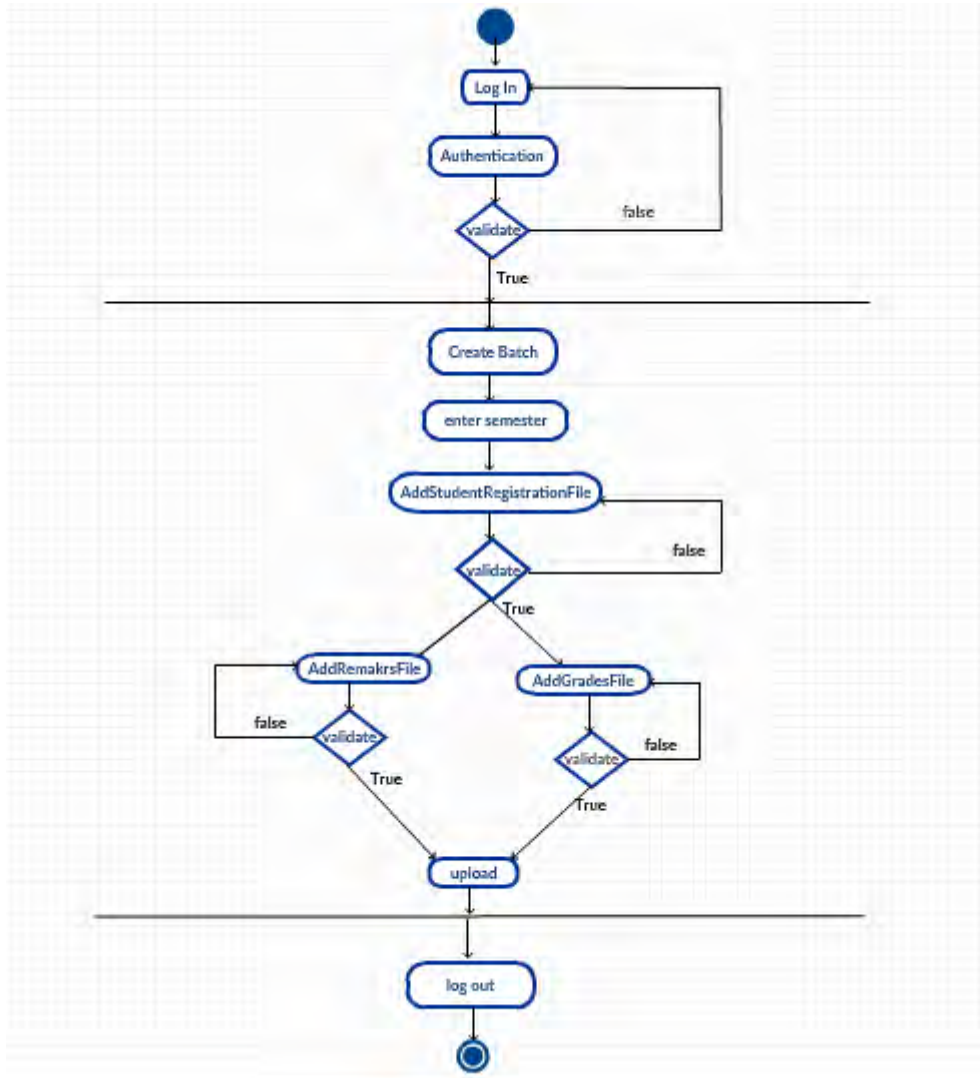 Log In
Authentication
validate
false
True
Create Batch
enter semester
AddStudentRegistrationFile
false
validate
True
AddRemakrsFile
AddGradesFile
false
validate
false
validate
True
True
upload
log out